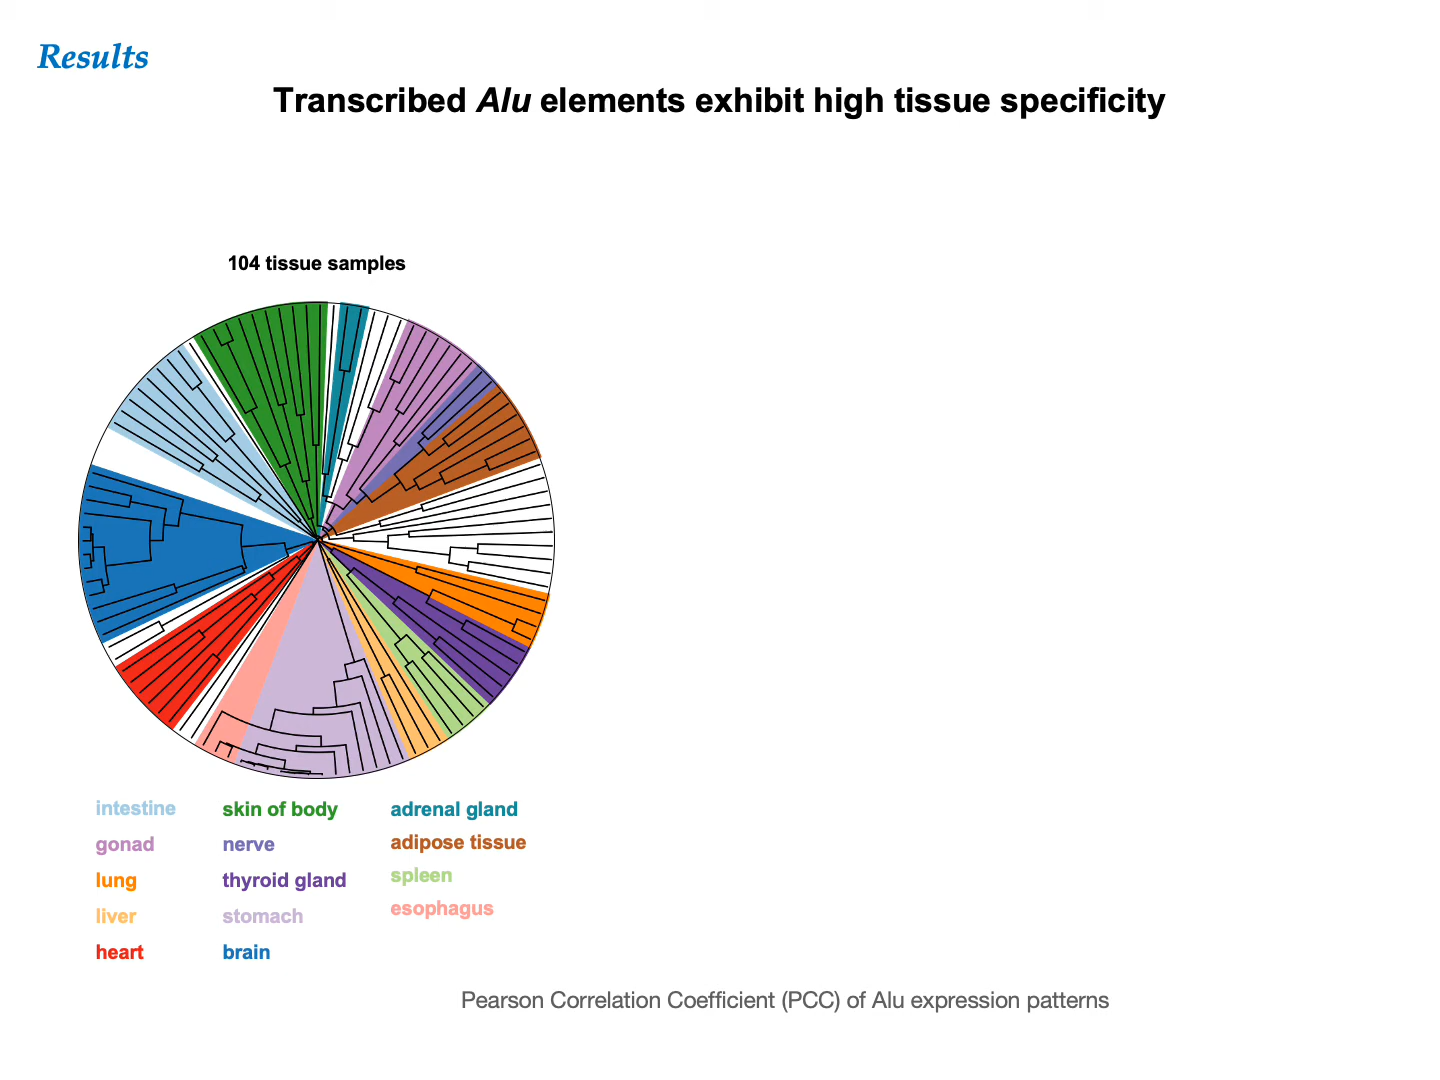 Results
Transcribed Alu elements exhibit high tissue specificity
104 tissue samples
intestine
gonad
lung
liver
heart
skin of body
nerve
thyroid gland
stomach
brain
adrenal gland
adipose tissue
spleen
esophagus
Pearson Correlation Coefficient (PCC) of Alu expression patterns